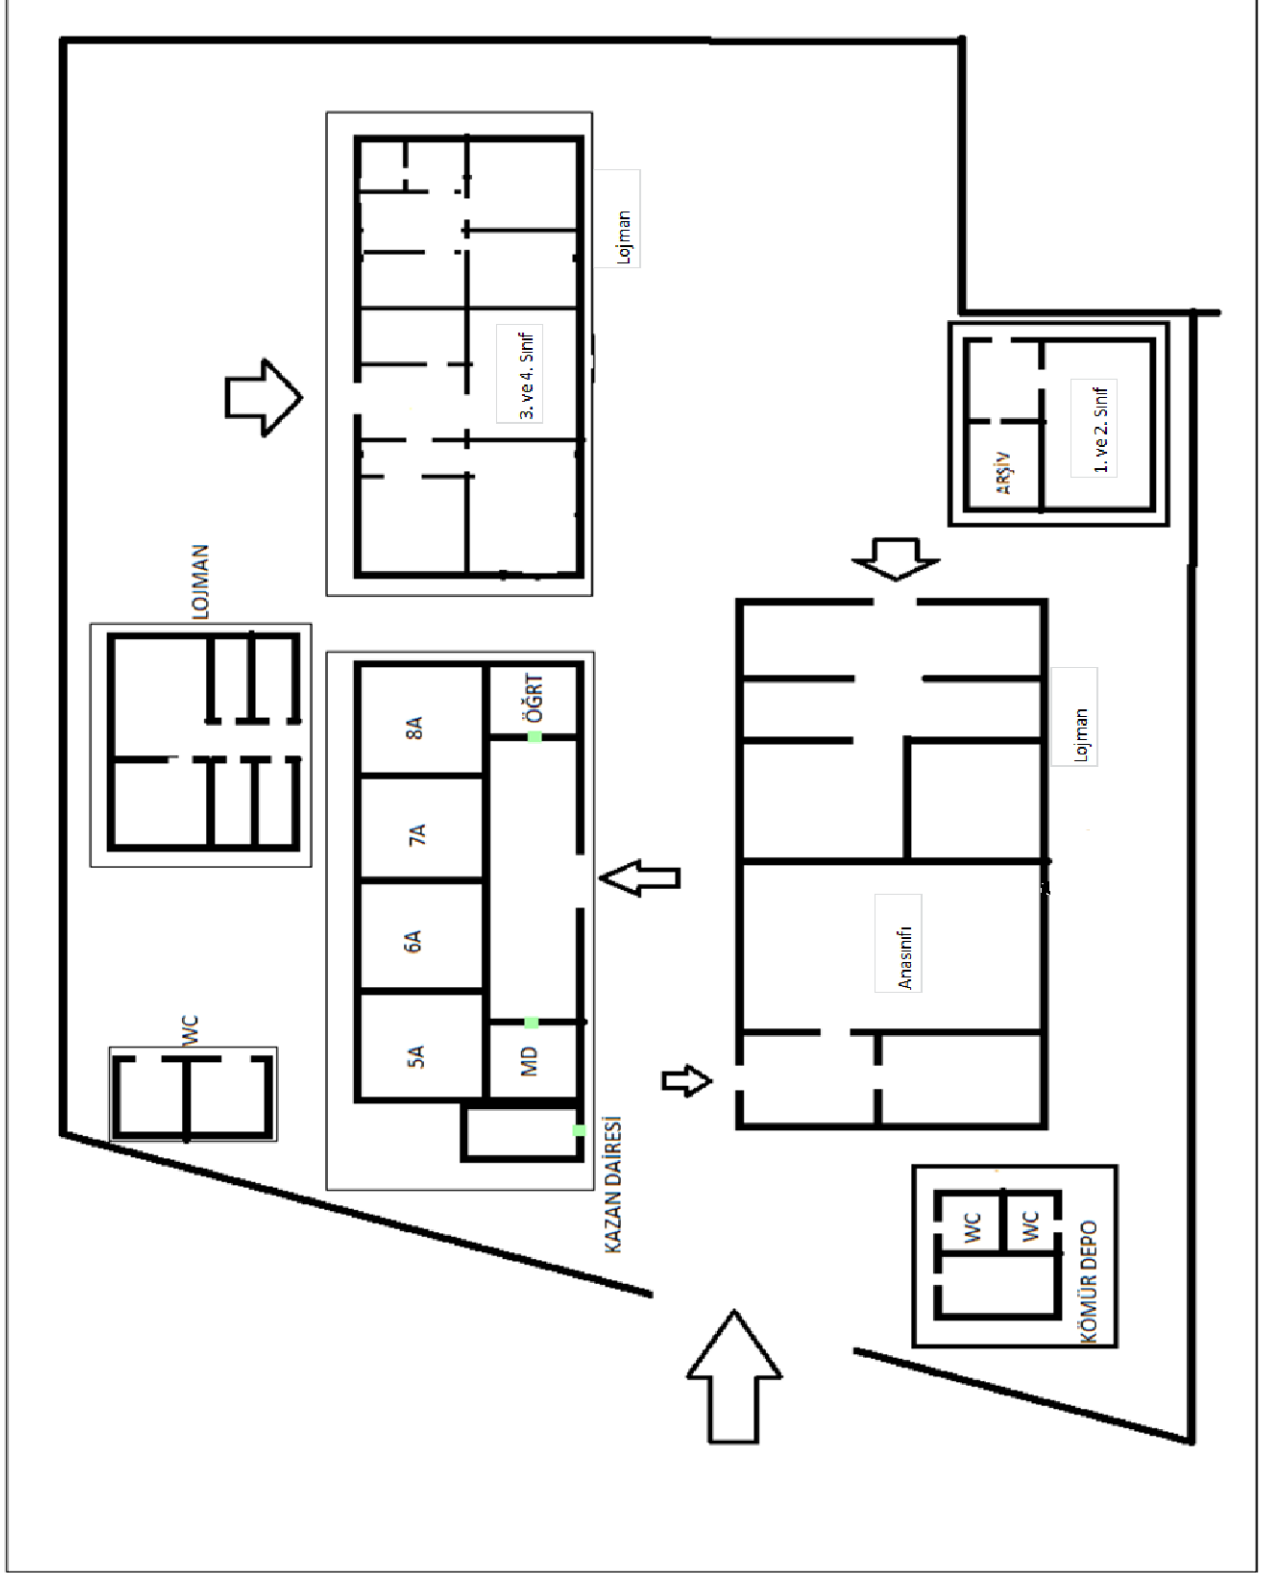 Lojman
3. ve 4. Sınıf
1. ve 2. Sınıf
ARŞİV
LOJMAN
8A
ÖĞRT
7A
6A
5A
MD
Lojman
Anasınıfı
WC
KAZAN DAİRESİ
WC
WC
KÖMÜR DEPO